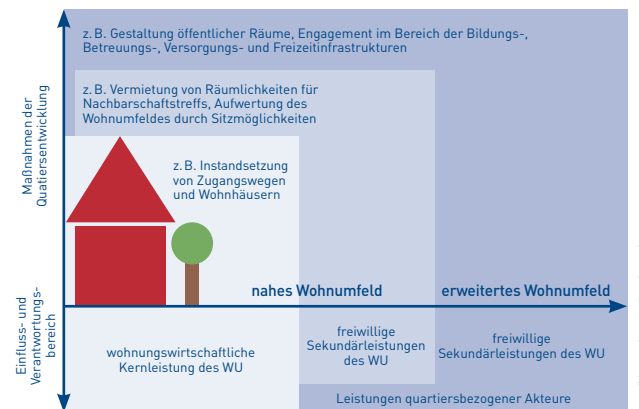 z. B. Gestaltung öffentlicher Räume, Engagement im Bereich der Bildungs-,
Betreuungs-, Versorgungs- und Freizeitinfrastrukturen
z. B. Vermietung von Räumlichkeiten für
Nachbarschaftstreffs, Aufwertung des
Wohnumfeldes durch Sitzmöglichkeiten
Maßnahmen der
Quatiersentwicklung
z. B. Instandsetzung
von Zugangswegen
und Wohnhäusern
nahes Wohnumfeld
erweitertes Wohnumfeld
Einfluss- und
Verantwortungs-
bereich
wohnungswirtschaftliche
Kernleistung des WU
freiwillige
Sekundärleistungen
des WU
freiwillige
Sekundärleistungen des WU
Leistungen quartiersbezogener Akteure